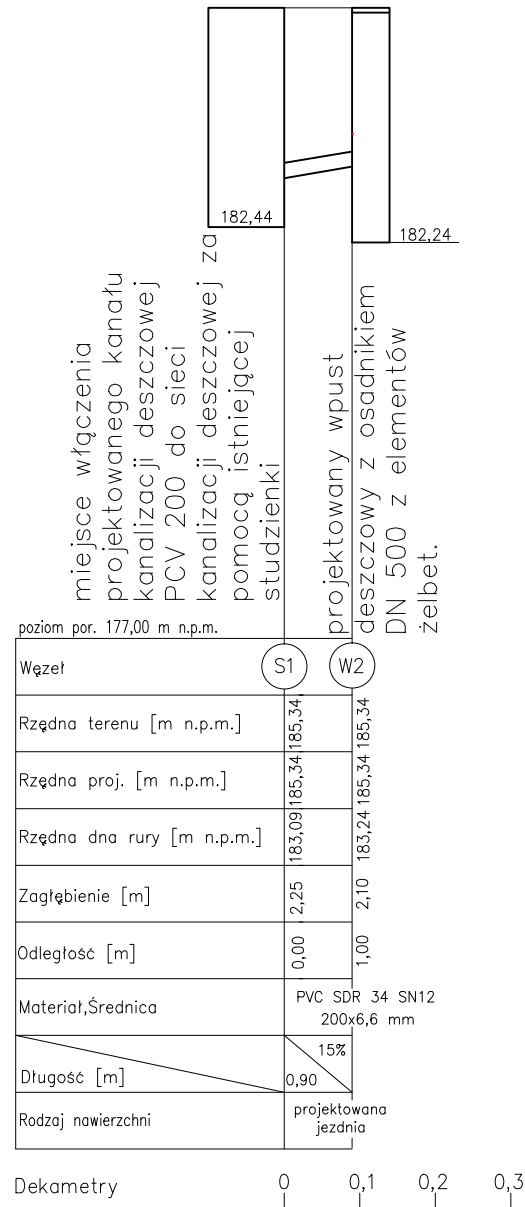 182,44
182,24
miejsce włączenia
projektowanego kanału
kanalizacji deszczowej
PCV 200 do sieci
kanalizacji deszczowej za
pomocą istniejącej
studzienki
projektowany wpust
deszczowy z osadnikiem
DN 500 z elementów
żelbet.
poziom por. 177,00 m n.p.m.
Węzeł S1 W2
Rzędna terenu [m n.p.m.] 185,34 185,34
Rzędna proj. [m n.p.m.] 185,34 185,34
Rzędna dna rury [m n.p.m.] 183,09 183,24
Zagłębienie [m] 2,25 2,10
Odległość [m] 0,00 1,00
Materiał,Średnica PVC SDR 34 SN12
200x6,6 mm
15%
Długość [m] 0,90
Rodzaj nawierzchni projektowana
jezdnia
Dekametry 0 0,1 0,2 0,3